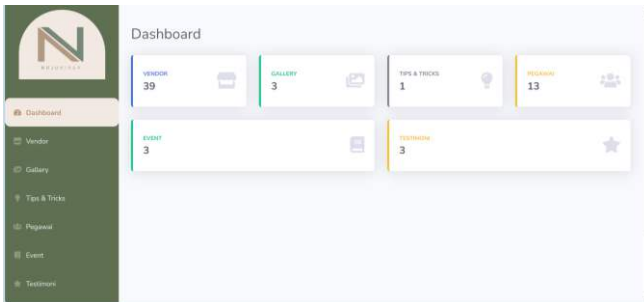 Dashboard
VENDOR
39
GALLERY
3
TIPS & TRICKS
1
PEGAWAI
13
EVENT
3
TESTIMONI
3
Dashboard
Vendor
Gallery
Tips & Tricks
Pegawai
Event
Testimoni